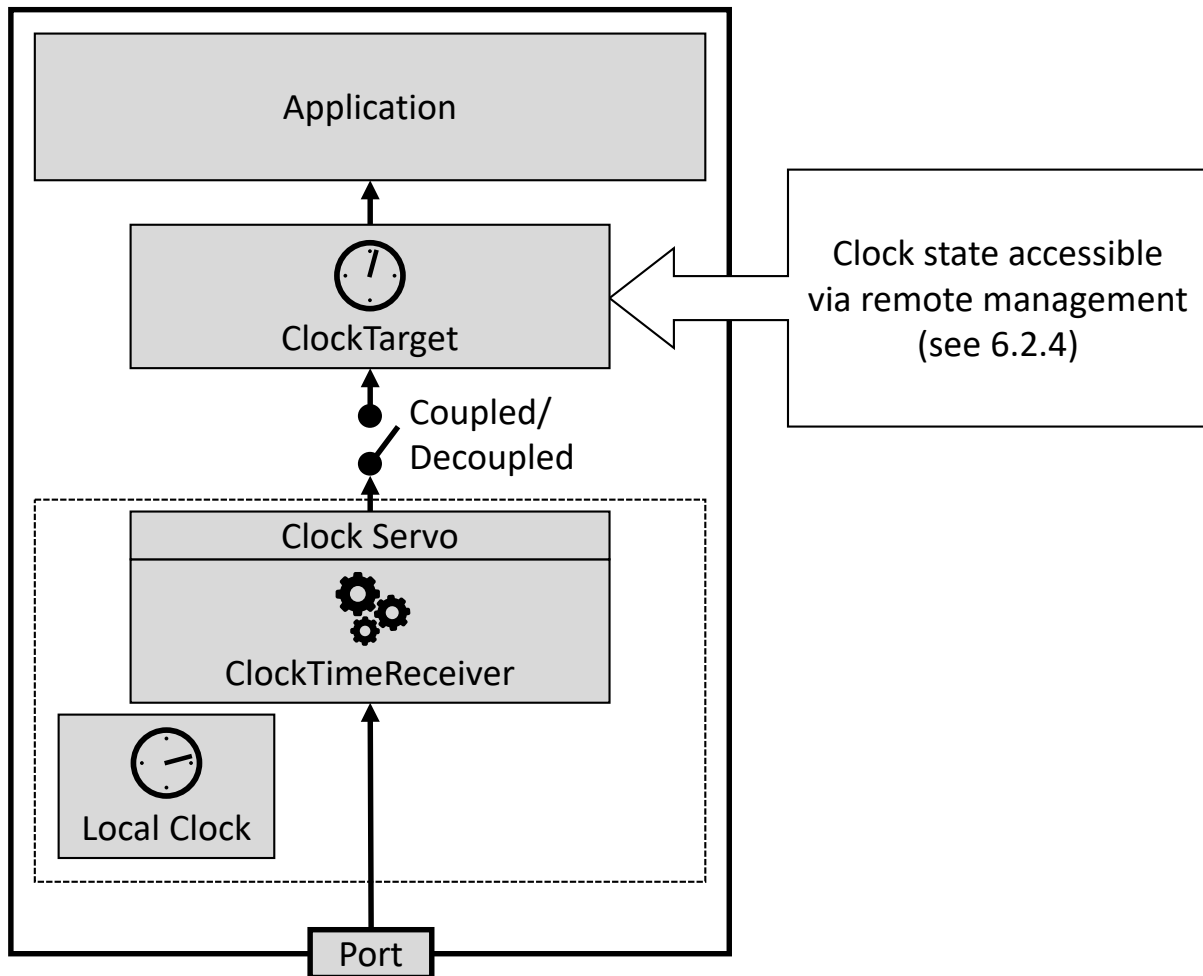 Application
ClockTarget
Clock state accessible
via remote management
(see 6.2.4)
Coupled/
Decoupled
Clock Servo
ClockTimeReceiver
Local Clock
Port